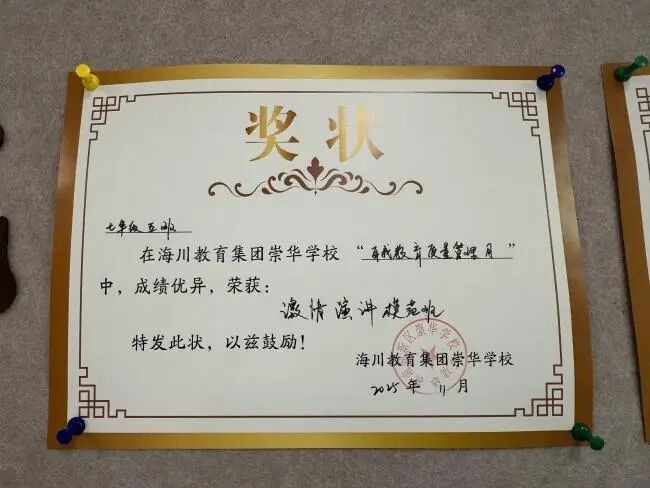 奖状
七年级五班
在海川教育集团崇华学校“自我教育质量管理月”
中，成绩优异，荣获：
激情演讲模范班
特发此状，以兹鼓励！
海川教育集团崇华学校
2025年11月